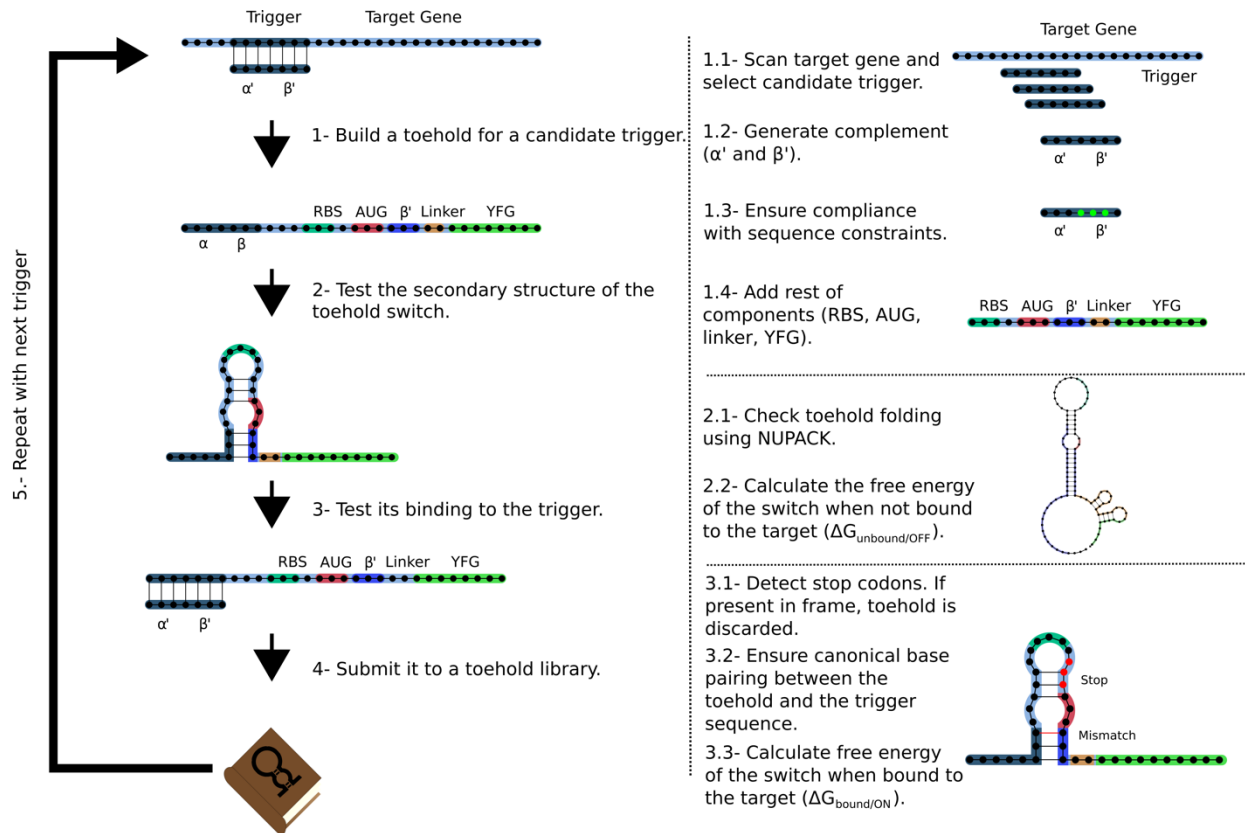 Trigger
Target Gene
α'
β'
1- Build a toehold for a candidate trigger.
RBS
AUG
β'
Linker
YFG
α
β
2- Test the secondary structure of the
toehold switch.
3- Test its binding to the trigger.
RBS
AUG
β'
Linker
YFG
α'
β'
4- Submit it to a toehold library.
5.- Repeat with next trigger
Target Gene
1.1- Scan target gene and
select candidate trigger.
Trigger
1.2- Generate complement
(α' and β').
α'
β'
1.3- Ensure compliance
with sequence constraints.
α'
β'
1.4- Add rest of
components (RBS, AUG,
linker, YFG).
RBS
AUG
β'
Linker
YFG
2.1- Check toehold folding
using NUPACK.
2.2- Calculate the free energy
of the switch when not bound
to the target (ΔGunbound/OFF).
3.1- Detect stop codons. If
present in frame, toehold is
discarded.
3.2- Ensure canonical base
pairing between the
toehold and the trigger
sequence.
Stop
Mismatch
3.3- Calculate free energy
of the switch when bound to
the target (ΔGbound/ON).